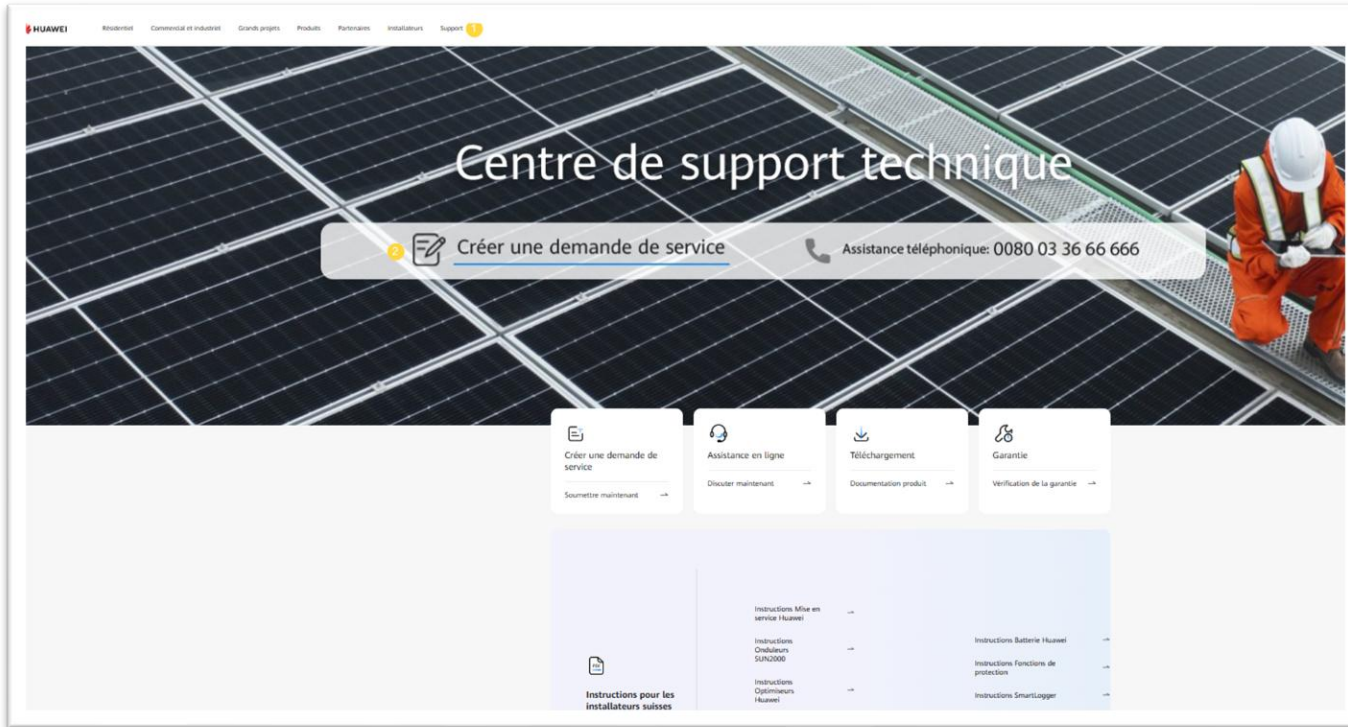 HUAWEI Résidentiel Commercial et industriel Grands projets Produits Partenaires Installateurs Support 1
Centre de support technique
2 Créer une demande de service Assistance téléphonique: 0080 03 36 66 666
Créer une demande de
service
Soumettre maintenant
Assistance en ligne
Discuter maintenant
Téléchargement
Documentation produit
Garantie
Vérification de la garantie
Instructions pour les
installateurs suisses
Instructions Mise en
service Huawei
Instructions
Onduleurs
SUN2000
Instructions
Optimiseurs
Huawei
Instructions Batterie Huawei
Instructions Fonctions de
protection
Instructions SmartLogger